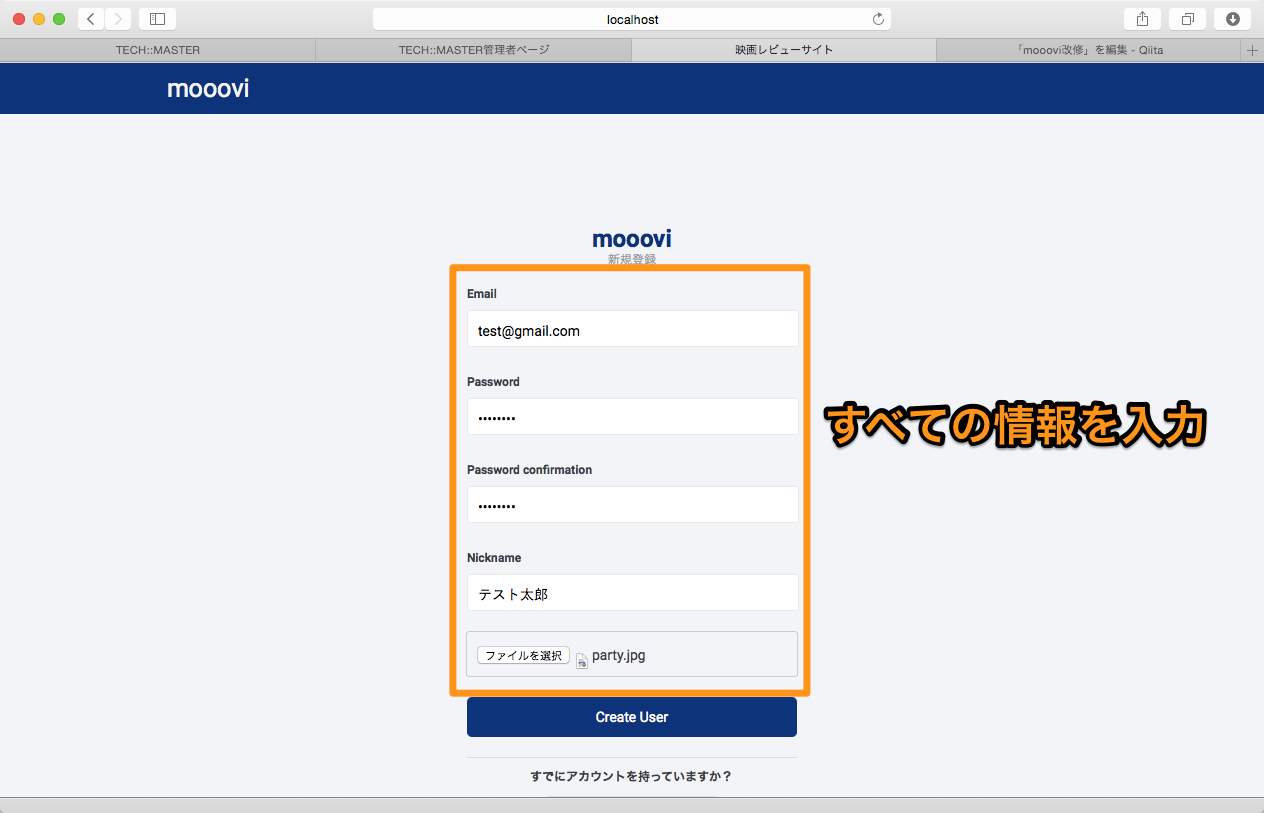 localhost
TECH::MASTER
TECH::MASTER管理者ページ
映画レビューサイト
「mooovi改修」を編集 - Qiita
mooovi
mooovi
新規登録
Email
test@gmail.com
Password
••••••••
Password confirmation
••••••••
Nickname
テスト太郎
ファイルを選択 party.jpg
すべての情報を入力
Create User
すでにアカウントを持っていますか？